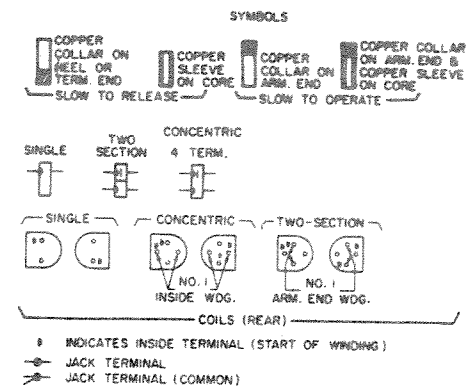 SYMBOLS
COPPER COLLAR ON HEEL OR TERM. END
COPPER SLEEVE ON CORE
COPPER COLLAR ON ARM. END
COPPER COLLAR ON ARM. END & COPPER SLEEVE ON CORE
SLOW TO RELEASE
SLOW TO OPERATE
SINGLE
TWO SECTION
CONCENTRIC 4 TERM.
SINGLE
CONCENTRIC
TWO-SECTION
NO. 1 INSIDE WDG.
NO. 1 ARM. END WDG.
COILS (REAR)
INDICATES INSIDE TERMINAL (START OF WINDING)
JACK TERMINAL
JACK TERMINAL (COMMON)